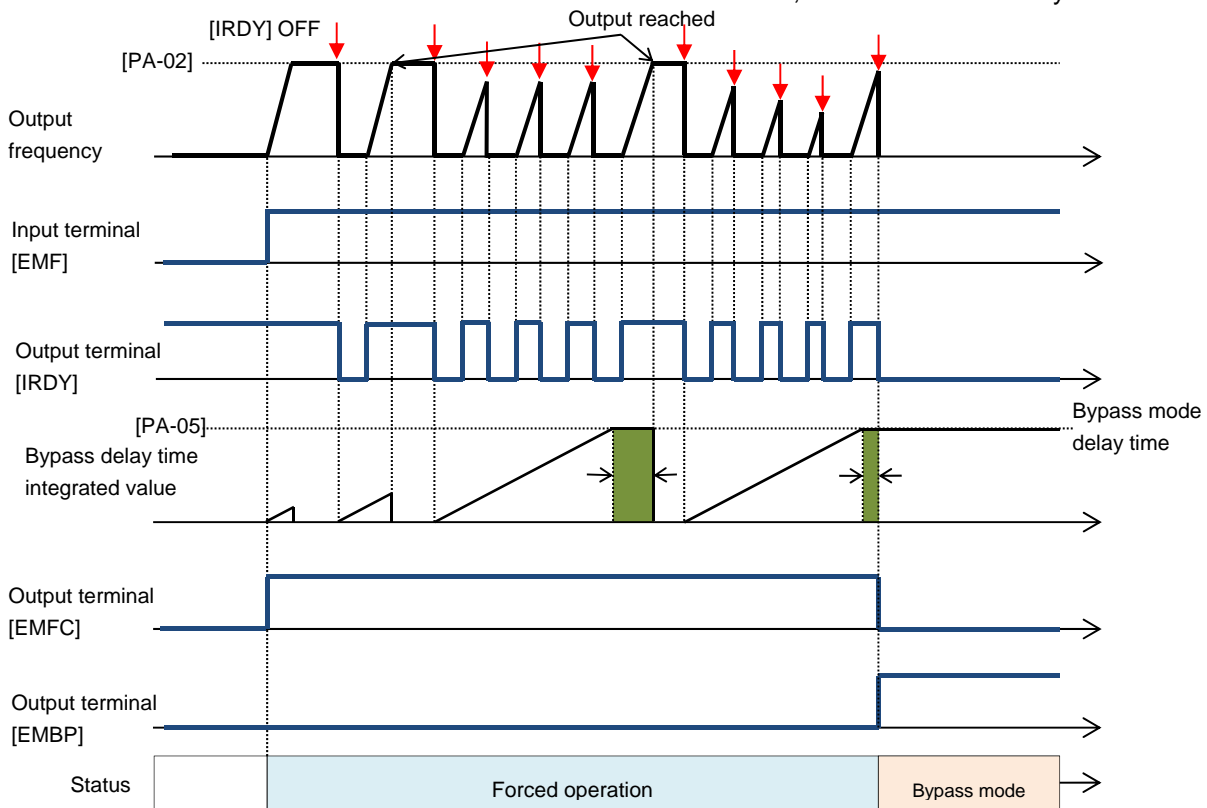 Output reached
[IRDY] OFF
[PA-02]
Output
frequency
Input terminal
[EMF]
Output terminal
[IRDY]
[PA-05]
Bypass mode
delay time
Bypass delay time
integrated value
Output terminal
[EMFC]
Output terminal
[EMBP]
Status
Forced operation
Bypass mode